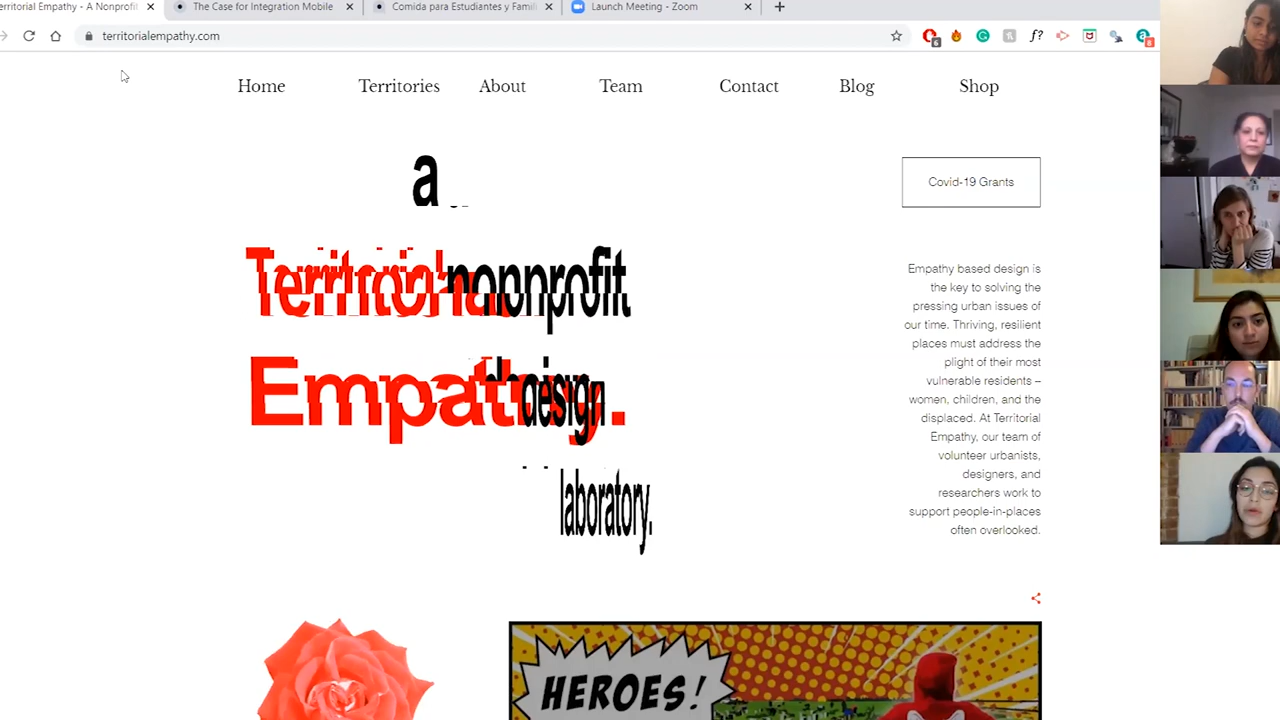 erritorial Empathy - A Nonprofit
The Case for Integration Mobile
Comida para Estudiantes y Famili
Launch Meeting - Zoom
territorialempathy.com
Home
Territories
About
Team
Contact
Blog
Shop
a
Covid-19 Grants
Territorial nonprofit
Empathy. design
laboratory.
Empathy based design is
the key to solving the
pressing urban issues of
our time. Thriving, resilient
places must address the
plight of their most
vulnerable residents –
women, children, and the
displaced. At Territorial
Empathy, our team of
volunteer urbanists,
designers, and
researchers work to
support people-in-places
often overlooked.
HEROES!